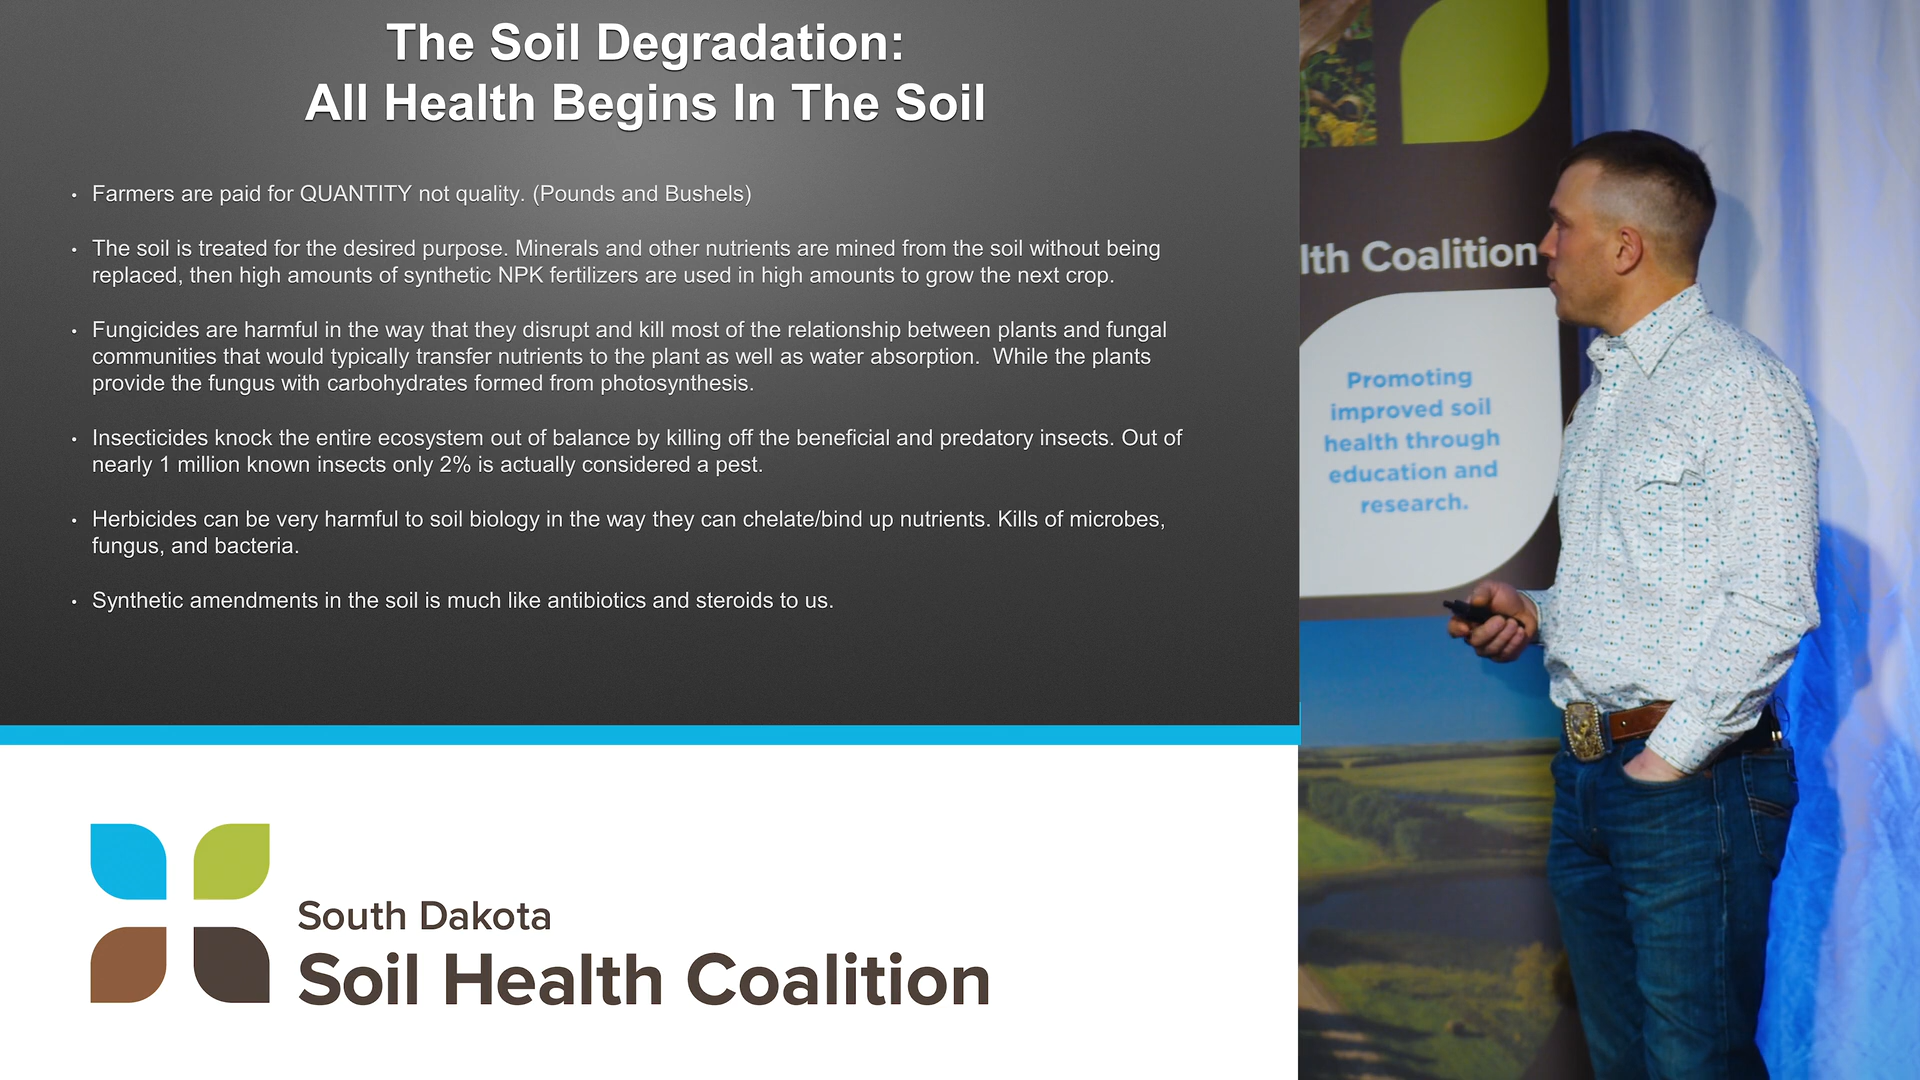 The Soil Degradation:
All Health Begins In The Soil
• Farmers are paid for QUANTITY not quality. (Pounds and Bushels)
• The soil is treated for the desired purpose. Minerals and other nutrients are mined from the soil without being
replaced, then high amounts of synthetic NPK fertilizers are used in high amounts to grow the next crop.
• Fungicides are harmful in the way that they disrupt and kill most of the relationship between plants and fungal
communities that would typically transfer nutrients to the plant as well as water absorption.  While the plants
provide the fungus with carbohydrates formed from photosynthesis.
• Insecticides knock the entire ecosystem out of balance by killing off the beneficial and predatory insects. Out of
nearly 1 million known insects only 2% is actually considered a pest.
• Herbicides can be very harmful to soil biology in the way they can chelate/bind up nutrients. Kills of microbes,
fungus, and bacteria.
• Synthetic amendments in the soil is much like antibiotics and steroids to us.
South Dakota
Soil Health Coalition
lth Coalition
Promoting
improved soil
health through
education and
research.